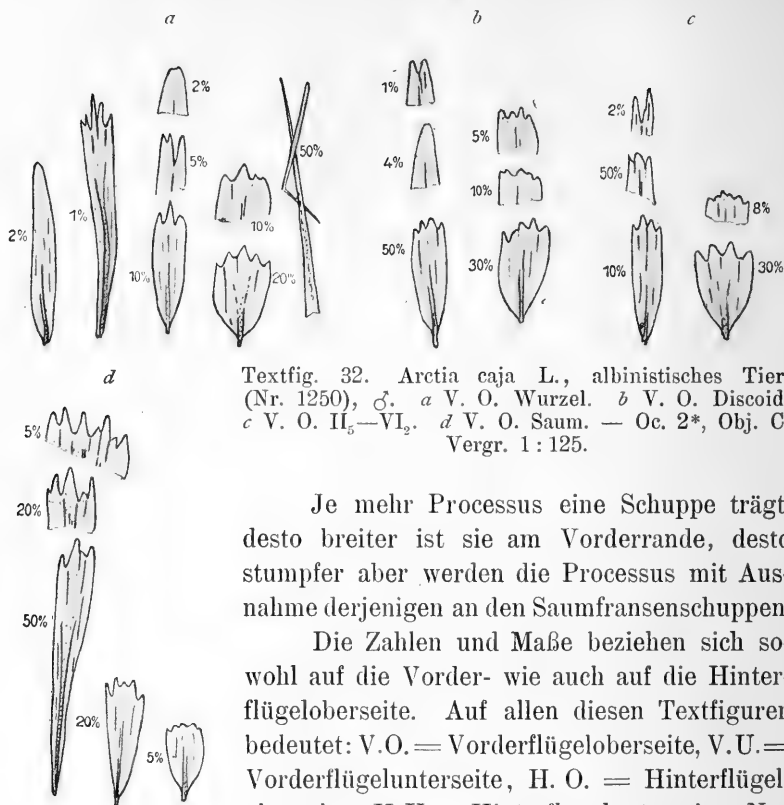 a
b
c
2%
1%
2%
5%
10%
10%
20%
50%
1%
4%
50%
5%
10%
30%
2%
50%
10%
8%
30%
d
5%
20%
50%
20%
5%
Textfig. 32. Arctia caja L., albinistisches Tier
(Nr. 1250), ♂. a V. O. Wurzel. b V. O. Discoid
c V. O. II₅—VI₂. d V. O. Saum. — Oc. 2*, Obj. C
Vergr. 1 : 125.
Je mehr Processus eine Schuppe trägt
desto breiter ist sie am Vorderrande, desto
stumpfer aber werden die Processus mit Aus-
nahme derjenigen an den Saumfransenschuppen
Die Zahlen und Maße beziehen sich so-
wohl auf die Vorder- wie auch auf die Hinter-
flügeloberseite. Auf allen diesen Textfiguren
bedeutet: V.O. = Vorderflügeloberseite, V.U. =
Vorderflügelunterseite, H. O. = Hinterflügel-